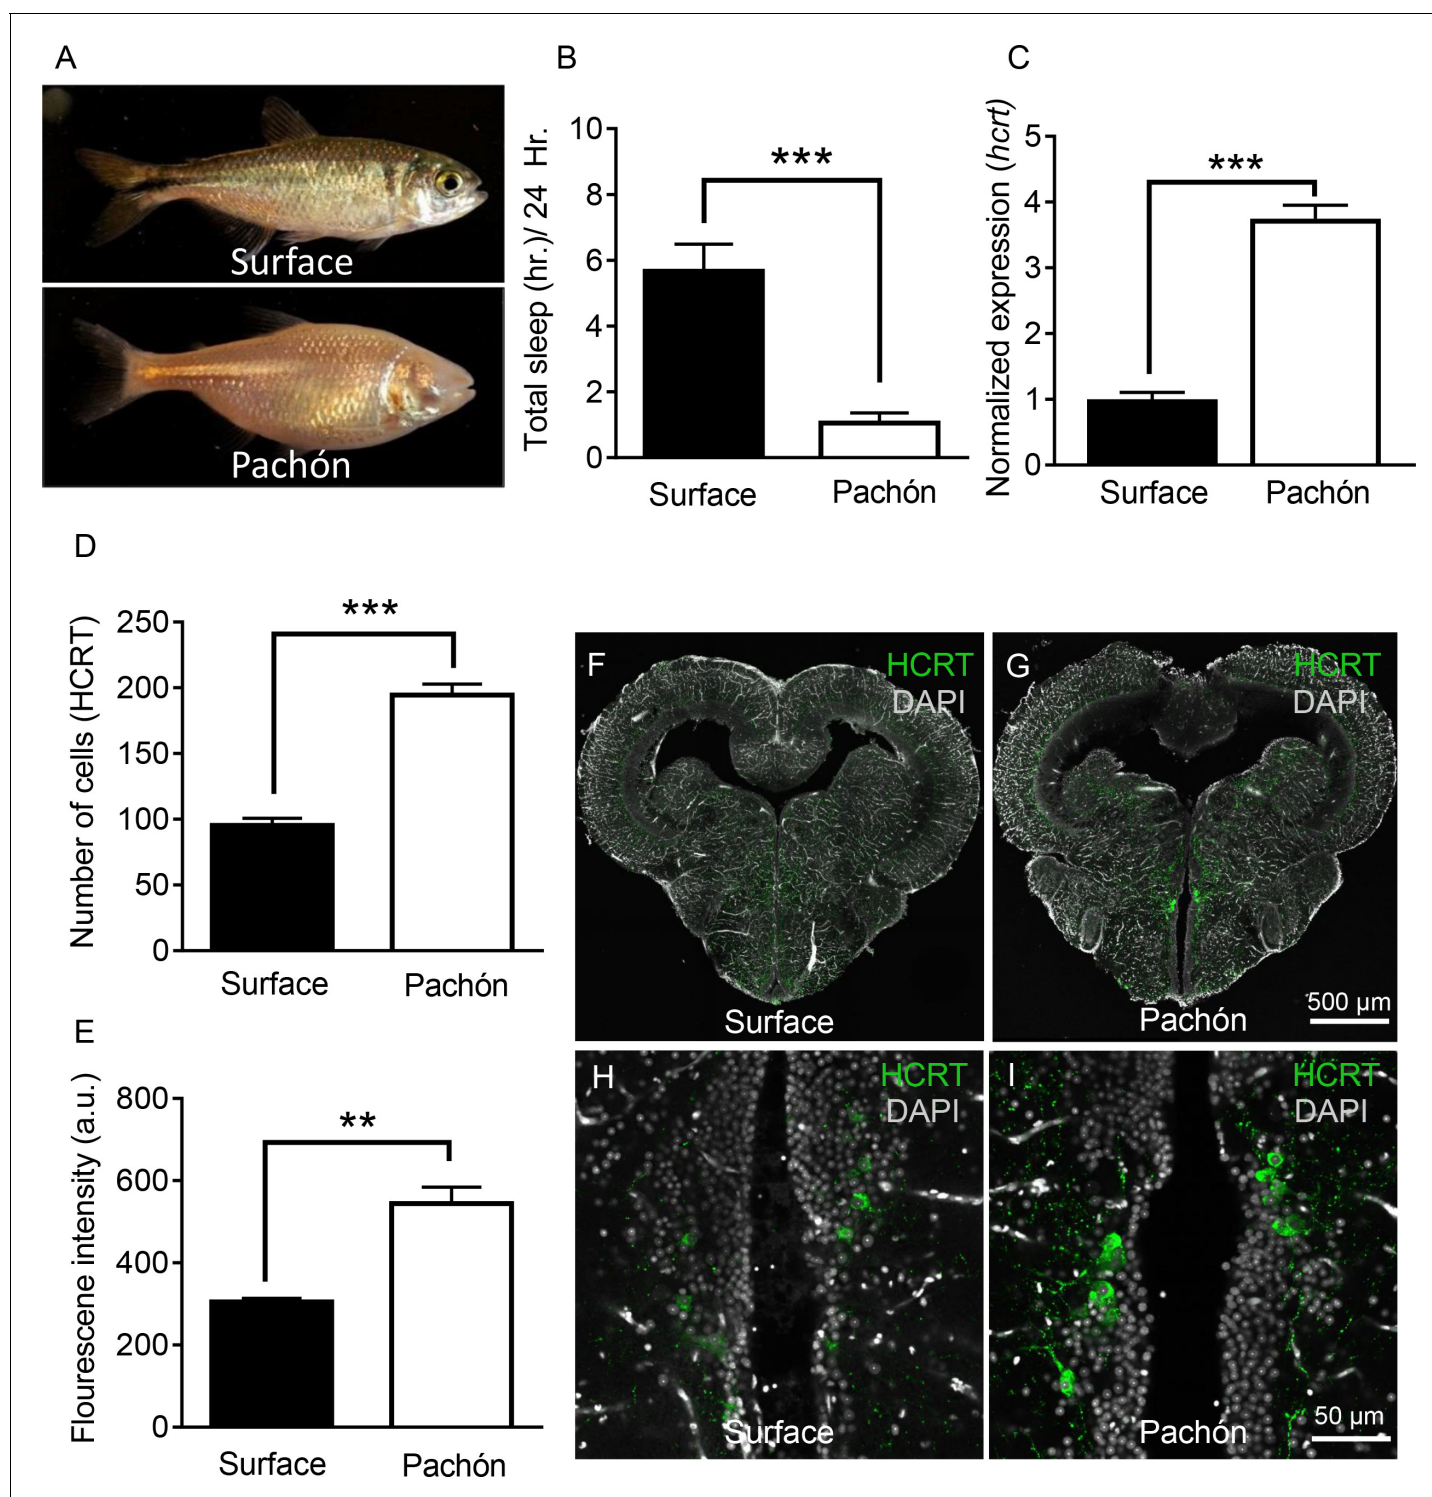 A
Surface
Pachón
B
Total sleep (hr.)/ 24 Hr.
10
8
6
4
2
0
***
Surface
Pachón
C
Normalized expression (hcrt)
5
4
3
2
1
0
***
Surface
Pachón
D
Number of cells (HCRT)
250
200
150
100
50
0
***
Surface
Pachón
E
Flourescene intensity (a.u.)
800
600
400
200
0
**
Surface
Pachón
F
HCRT
DAPI
Surface
G
HCRT
DAPI
Pachón
500 µm
H
HCRT
DAPI
Surface
I
HCRT
DAPI
Pachón
50 µm